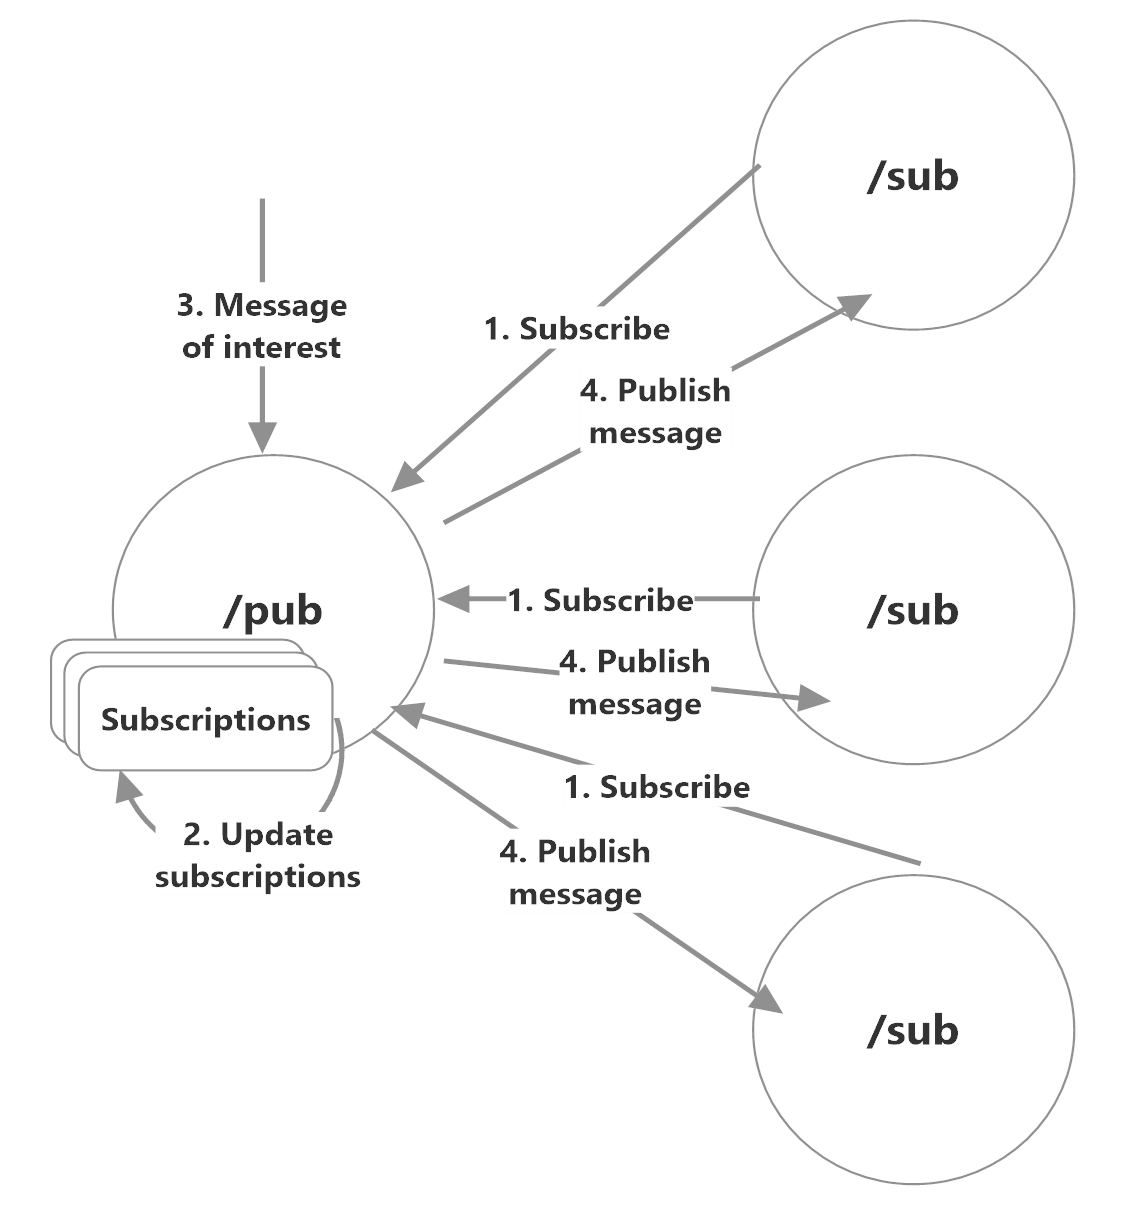 /sub
3. Message
of interest
1. Subscribe
4. Publish
message
/pub
1. Subscribe
/sub
4. Publish
message
Subscriptions
1. Subscribe
2. Update
subscriptions
4. Publish
message
/sub